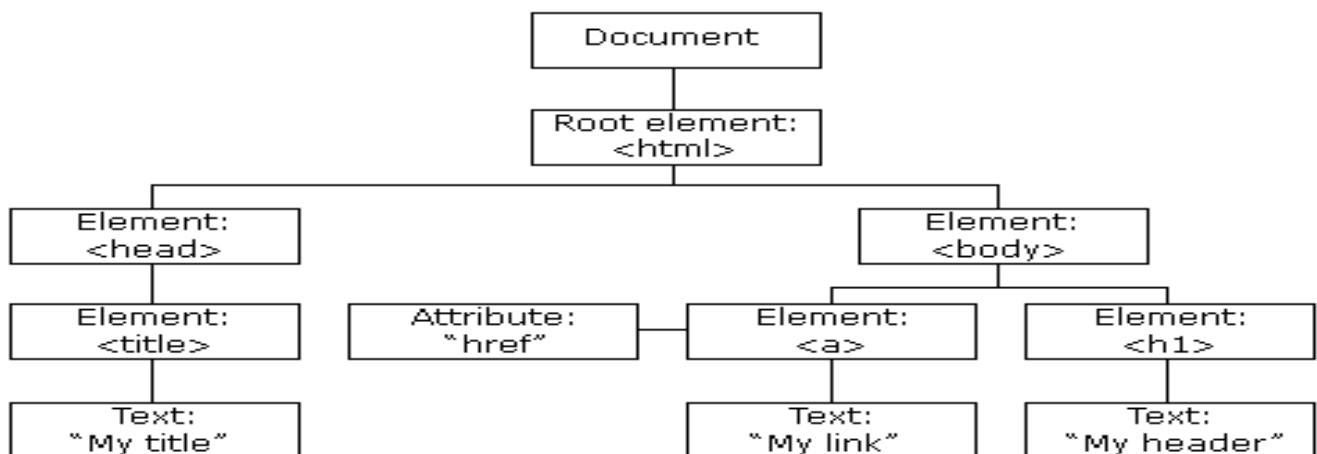 Document
Root element:
<html>
Element:
<head>
Element:
<body>
Element:
<title>
Attribute:
“href”
Element:
<a>
Element:
<h1>
Text:
“My title”
Text:
“My link”
Text:
“My header”